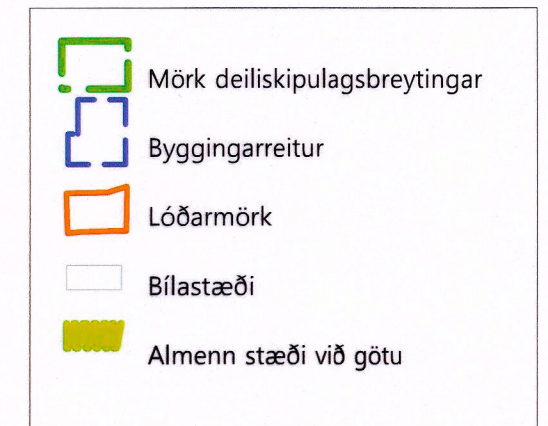 Mörk deiliskipulagsbreytingar
Byggingarreitur
Lóðarmörk
Bílastæði
Almenn stæði við götu